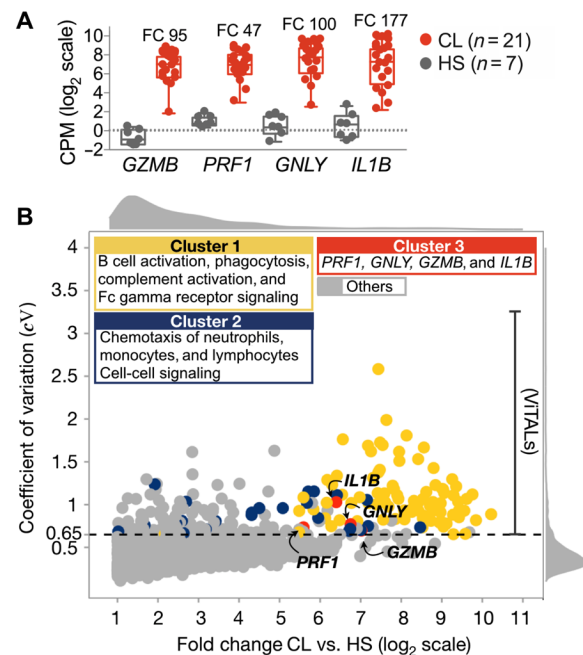 A
FC 95 FC 47 FC 100 FC 177
CL (n = 21)
HS (n = 7)
CPM (log2 scale)
10
8
6
4
2
0
−2
GZMB PRF1 GNLY IL1B
B
Cluster 1
B cell activation, phagocytosis,
complement activation, and
Fc gamma receptor signaling
Cluster 3
PRF1, GNLY, GZMB, and IL1B
Others
Cluster 2
Chemotaxis of neutrophils,
monocytes, and lymphocytes
Cell-cell signaling
Coefficient of variation (cV)
4
3.5
3
2.5
2
1.5
1
0.65
0.5
(ViTALs)
IL1B
GNLY
PRF1
GZMB
1 2 3 4 5 6 7 8 9 10 11
Fold change CL vs. HS (log2 scale)